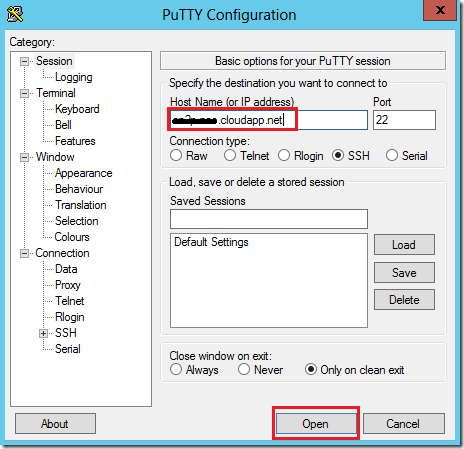 PuTTY Configuration
x
Category:
Session
Logging
Terminal
Keyboard
Bell
Features
Window
Appearance
Behaviour
Translation
Selection
Colours
Connection
Data
Proxy
Telnet
Rlogin
SSH
Serial
Basic options for your PuTTY session
Specify the destination you want to connect to
Host Name (or IP address) Port
.cloudapp.net 22
Connection type:
Raw Telnet Rlogin SSH Serial
Load, save or delete a stored session
Saved Sessions
Default Settings
Load
Save
Delete
Close window on exit:
Always Never Only on clean exit
About Open Cancel